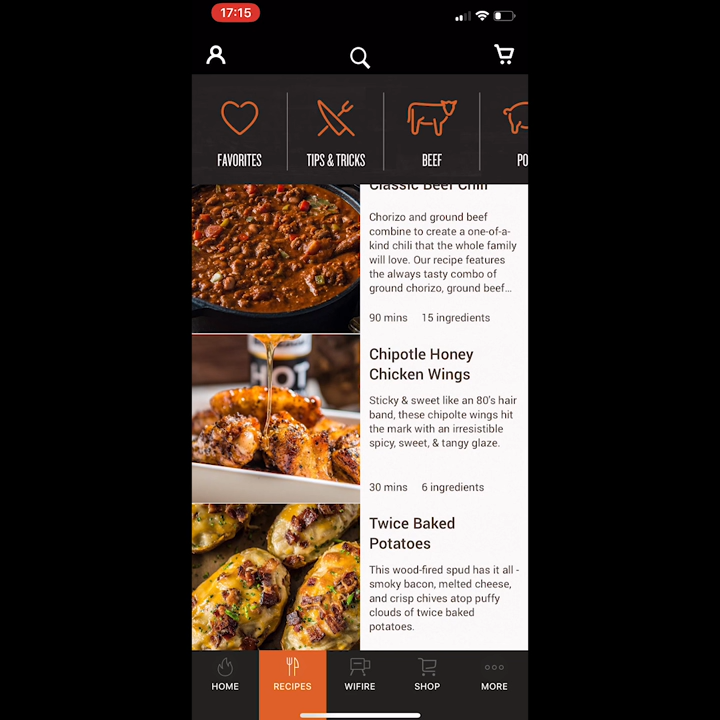 17:15
FAVORITES
TIPS & TRICKS
BEEF
PO
Classic Beef Chili
Chorizo and ground beef
combine to create a one-of-a-
kind chili that the whole family
will love. Our recipe features
the always tasty combo of
ground chorizo, ground beef...
90 mins 15 ingredients
HOT
Chipotle Honey
Chicken Wings
Sticky & sweet like an 80's hair
band, these chipolte wings hit
the mark with an irresistible
spicy, sweet, & tangy glaze.
30 mins 6 ingredients
Twice Baked
Potatoes
This wood-fired spud has it all -
smoky bacon, melted cheese,
and crisp chives atop puffy
clouds of twice baked
potatoes.
HOME
RECIPES
WIFIRE
SHOP
MORE